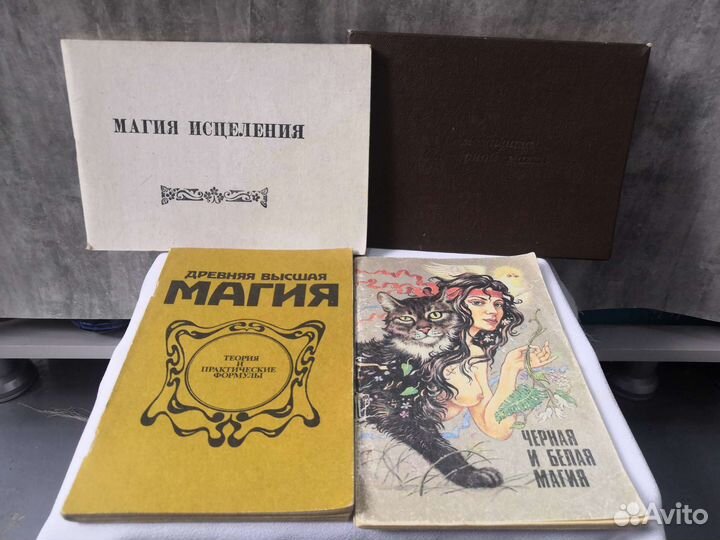 МАГИЯ ИСЦЕЛЕНИЯ
ДРЕВНЯЯ ВЫСШАЯ
МАГИЯ
ТЕОРИЯ
И
ПРАКТИЧЕСКИЕ
ФОРМУЛЫ
ЧЕРНАЯ
И БЕЛАЯ
МАГИЯ
Avito